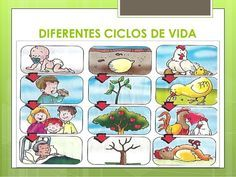 DIFERENTES CICLOS DE VIDA